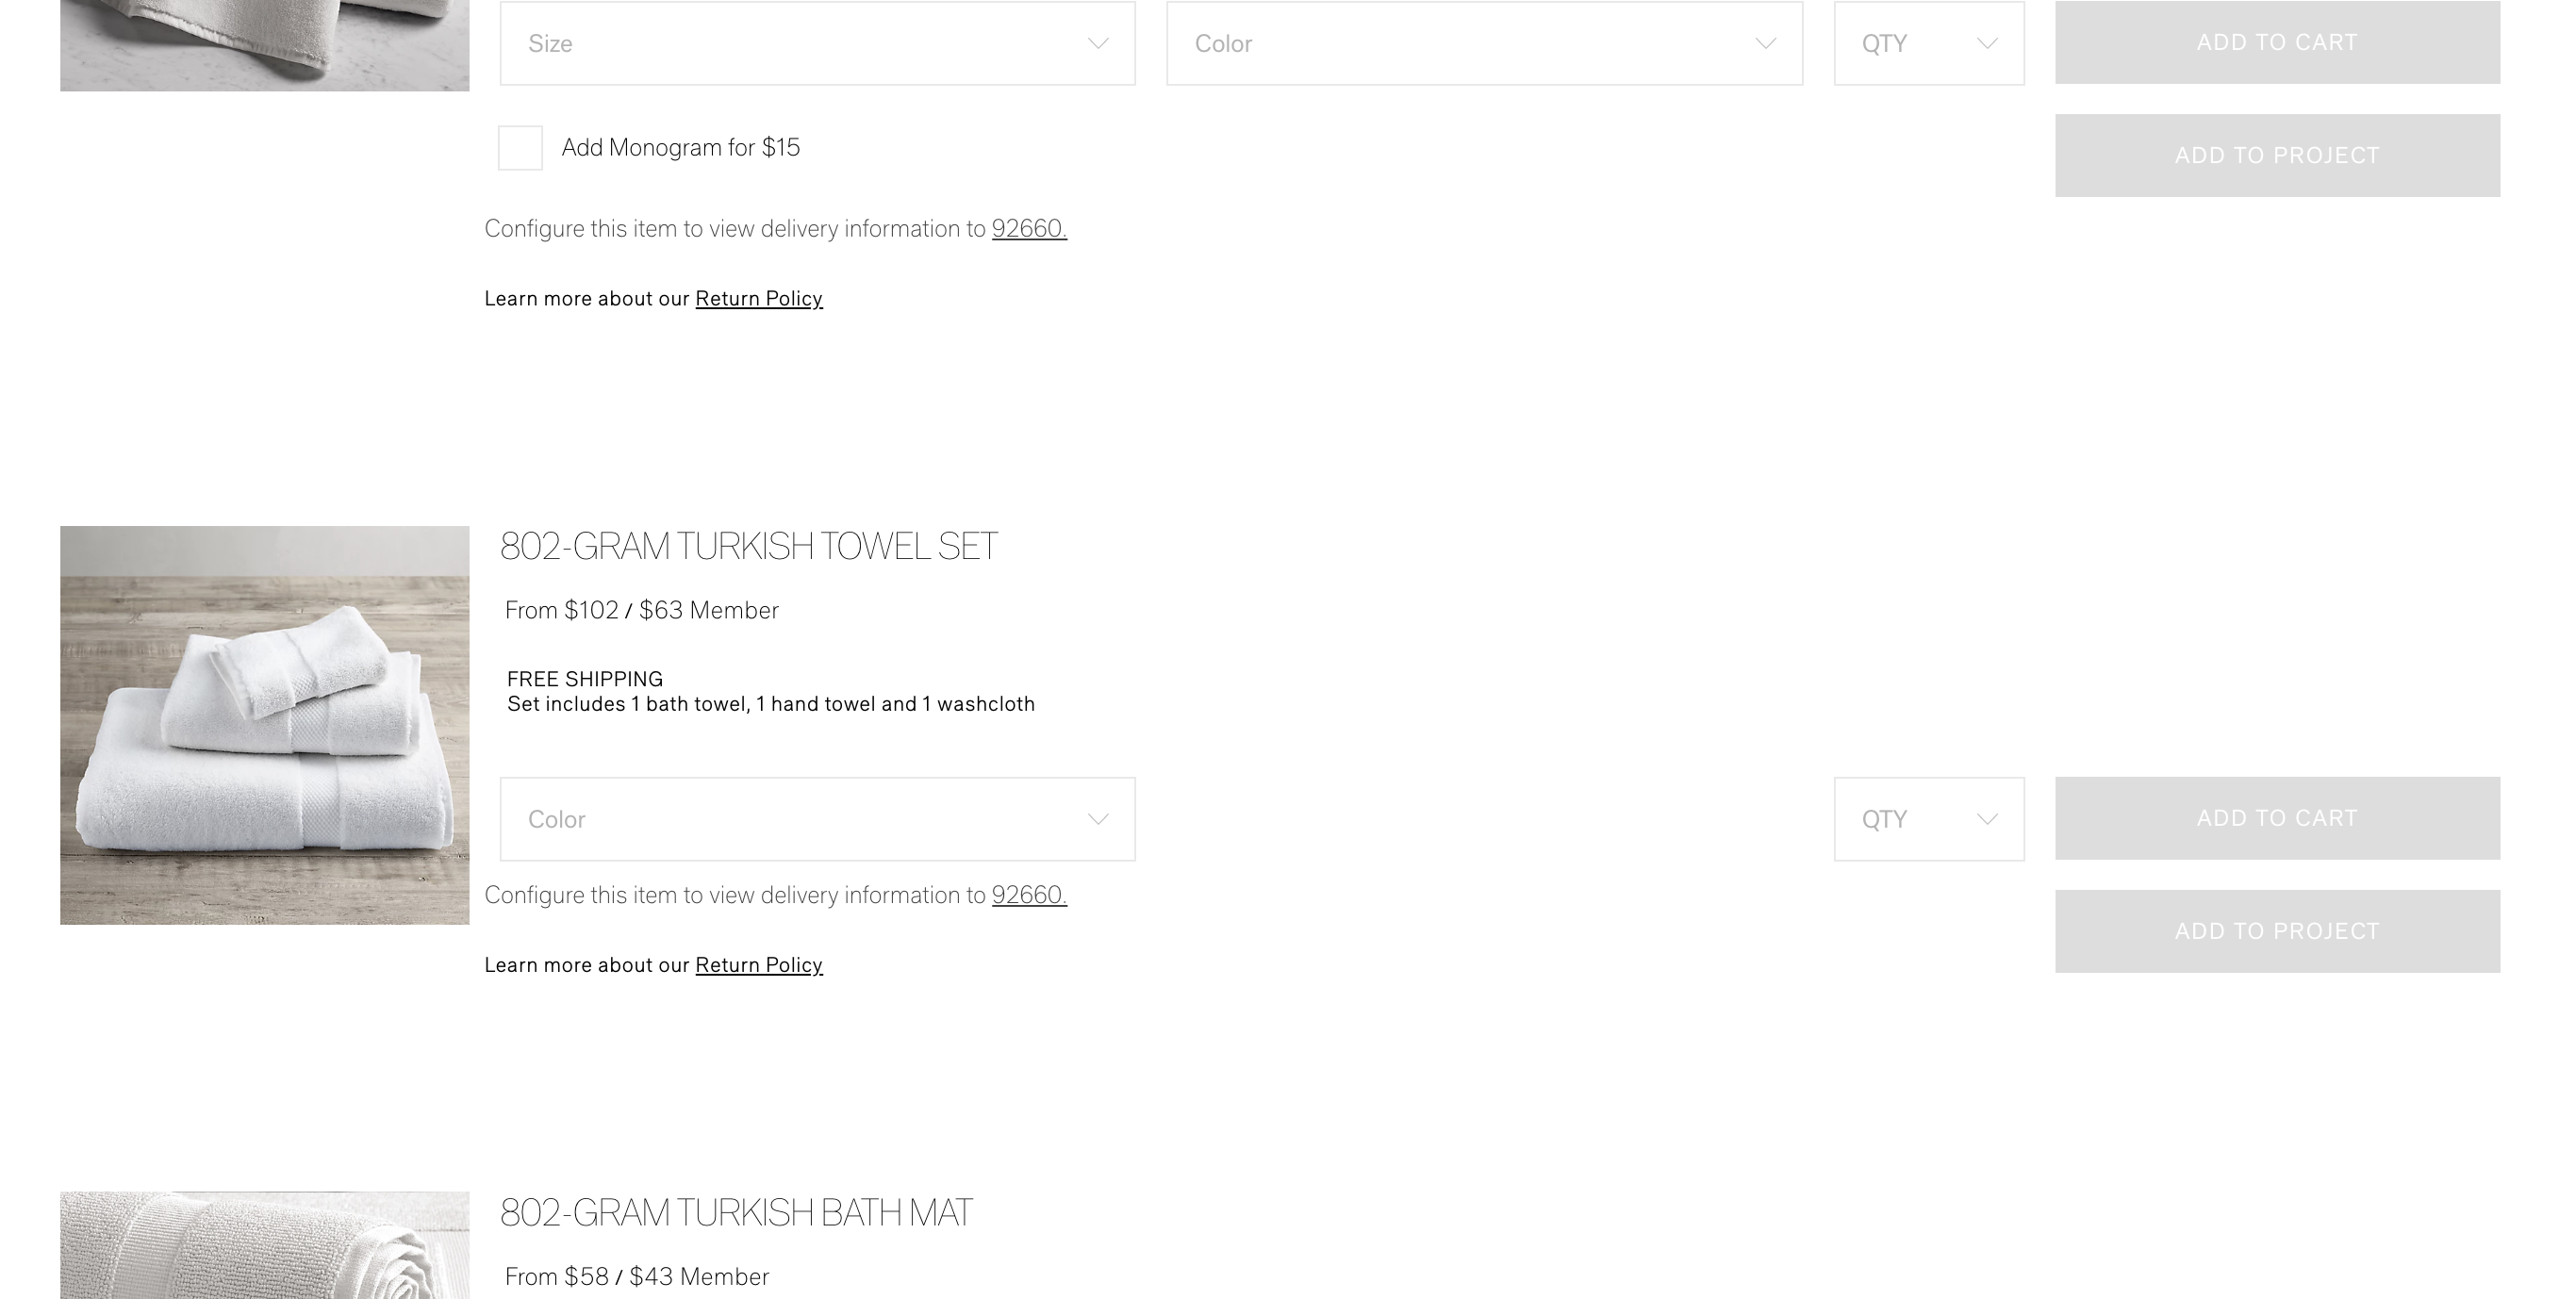 Size
Color
QTY
ADD TO CART
Add Monogram for $15
ADD TO PROJECT
Configure this item to view delivery information to 92660.
Learn more about our Return Policy
802-GRAM TURKISH TOWEL SET
From $102 / $63 Member
FREE SHIPPING
Set includes 1 bath towel, 1 hand towel and 1 washcloth
Color
QTY
ADD TO CART
Configure this item to view delivery information to 92660.
ADD TO PROJECT
Learn more about our Return Policy
802-GRAM TURKISH BATH MAT
From $58 / $43 Member